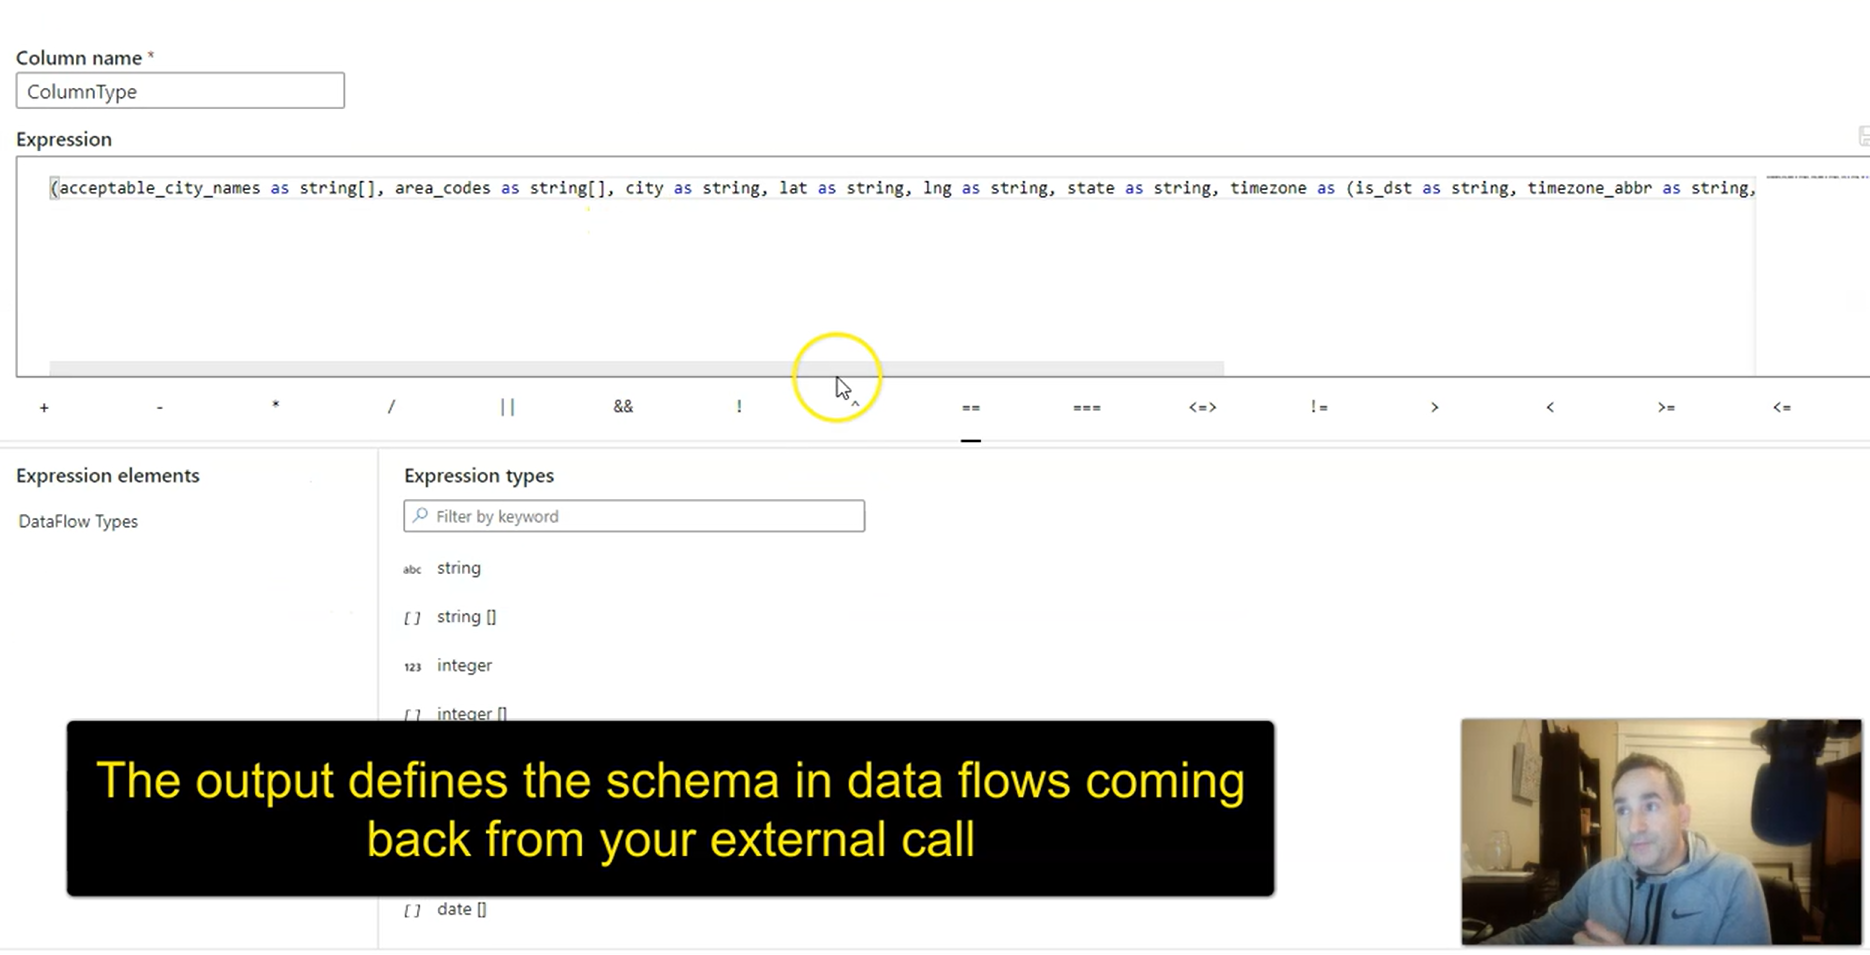 Column name *
ColumnType
Expression
(acceptable_city_names as string[], area_codes as string[], city as string, lat as string, lng as string, state as string, timezone as (is_dst as string, timezone_abbr as string,
+ - * / || && ! ^ == === <=> != > < >= <=
Expression elements
Expression types
DataFlow Types
Filter by keyword
abc string
[] string []
123 integer
[] integer []
The output defines the schema in data flows coming
back from your external call
[] date []